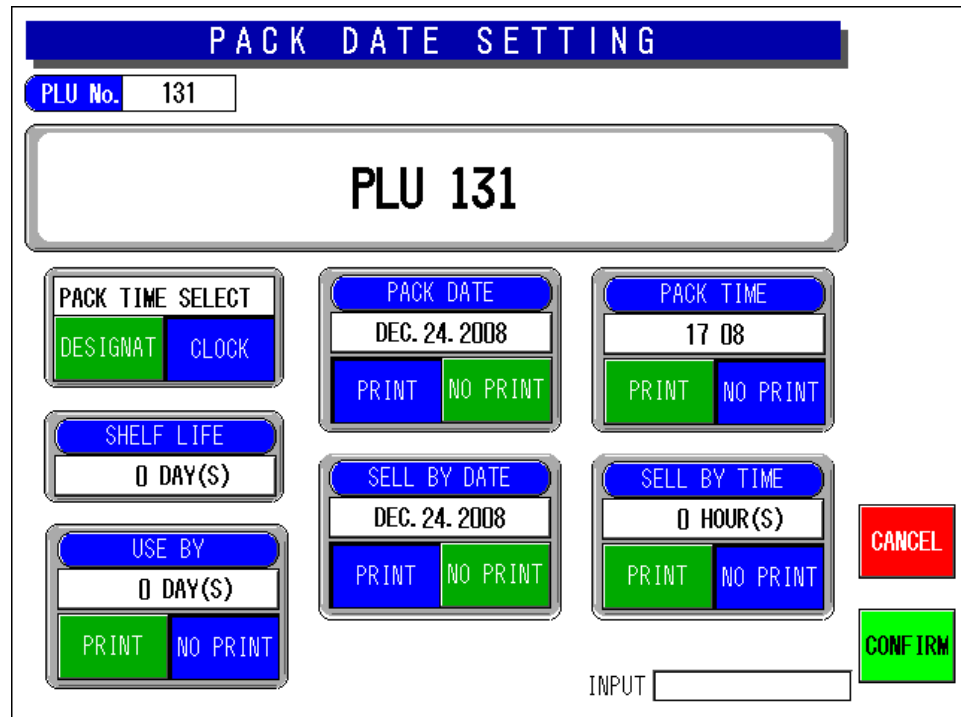 PACK DATE SETTING
PLU No. 131
PLU 131
PACK TIME SELECT
DESIGNAT CLOCK
PACK DATE
DEC. 24. 2008
PRINT NO PRINT
PACK TIME
17 08
PRINT NO PRINT
SHELF LIFE
0 DAY(S)
SELL BY DATE
DEC. 24. 2008
PRINT NO PRINT
SELL BY TIME
0 HOUR(S)
PRINT NO PRINT
USE BY
0 DAY(S)
PRINT NO PRINT
CANCEL
CONFIRM
INPUT